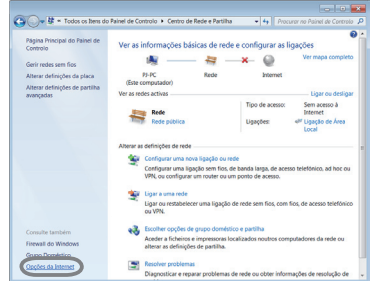 Todos os Itens do Painel de Controlo
Centro de Rede e Partilha
Procurar no Painel de Controlo
Página Principal do Painel de
Controlo
Gerir redes sem fios
Alterar definições da placa
Alterar definições de partilha
avançadas
Ver as informações básicas de rede e configurar as ligações
Ver mapa completo
PJ-PC
(Este computador)
Rede
Internet
Ver as redes activas
Ligar ou desligar
Rede
Rede pública
Tipo de acesso:
Sem acesso à
Internet
Ligações:
Ligação de Área
Local
Alterar as definições de rede
Configurar uma nova ligação ou rede
Configurar uma ligação sem fios, de banda larga, de acesso telefónico, ad hoc ou
VPN, ou configurar um router ou um ponto de acesso.
Ligar a uma rede
Ligar ou restabelecer uma ligação de rede sem fios, com fios, de acesso telefónico
ou VPN.
Escolher opções de grupo doméstico e partilha
Aceder a ficheiros e impressoras localizados noutros computadores da rede ou
alterar as definições de partilha.
Resolver problemas
Diagnosticar e reparar problemas de rede ou obter informações de resolução de
Consulte também
Firewall do Windows
Grupo Doméstico
Opções da Internet